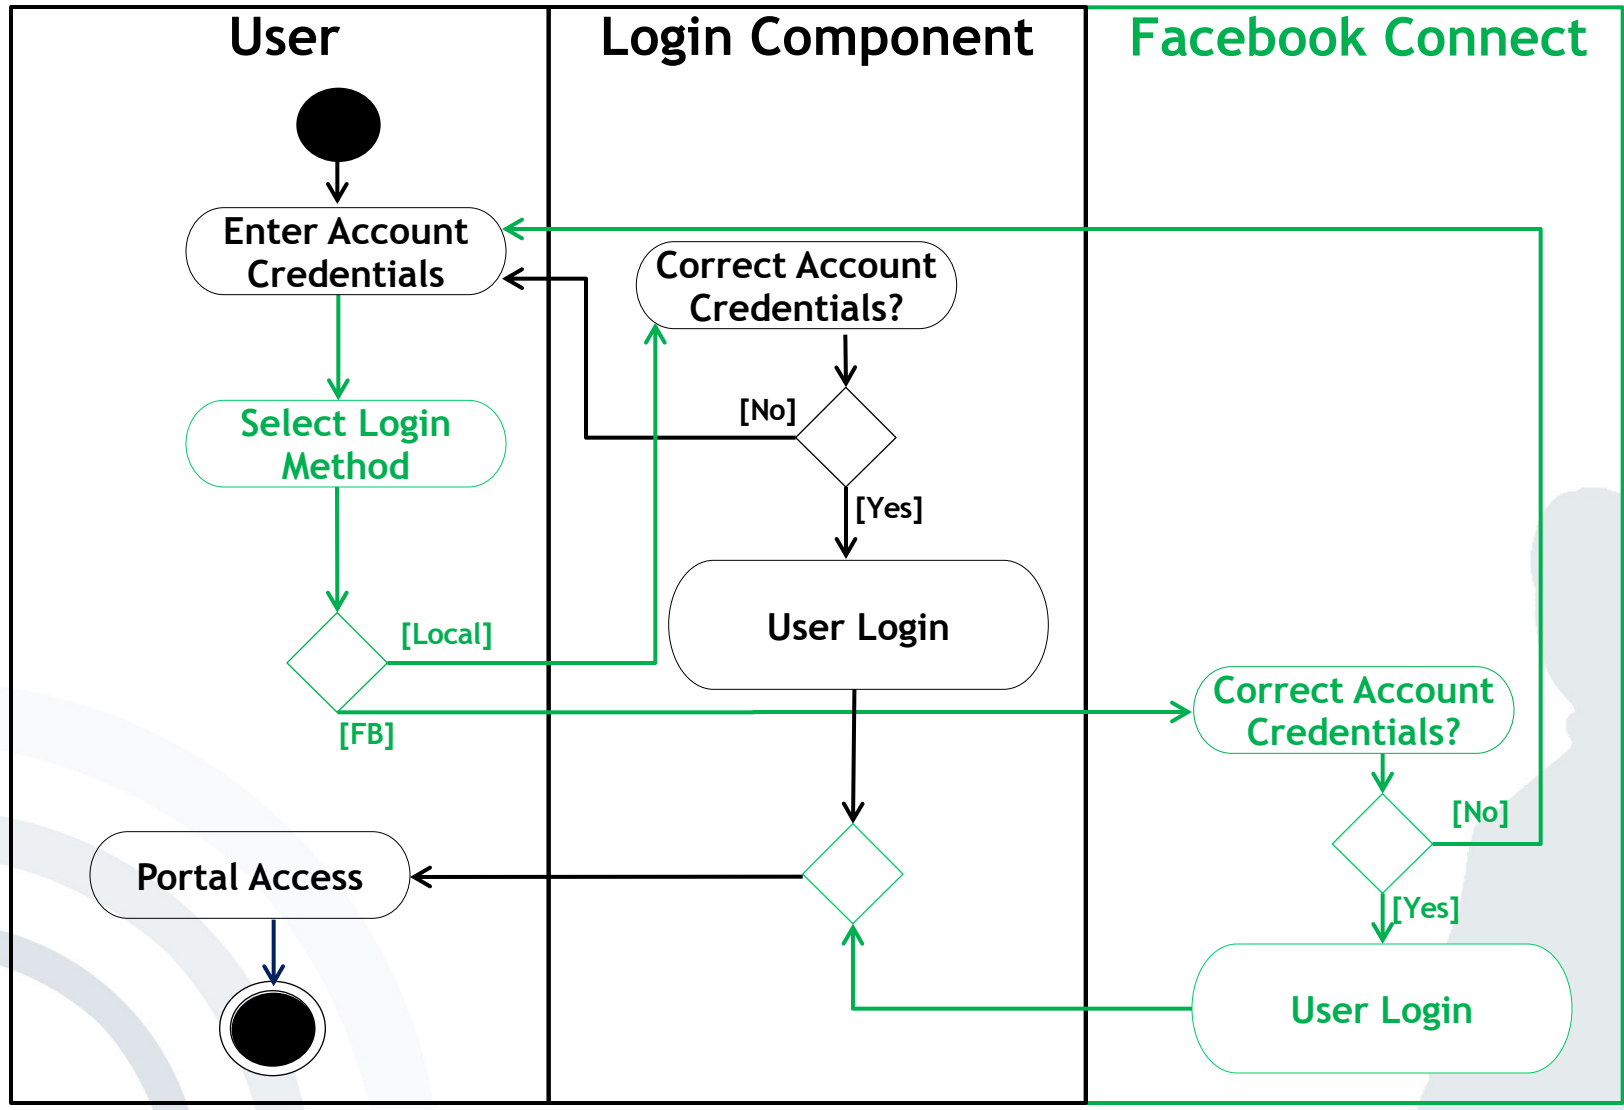 User
Login Component
Facebook Connect
Enter Account
Credentials
Correct Account
Credentials?
[No]
Select Login
Method
[Yes]
User Login
[Local]
[FB]
Correct Account
Credentials?
[No]
[Yes]
Portal Access
User Login